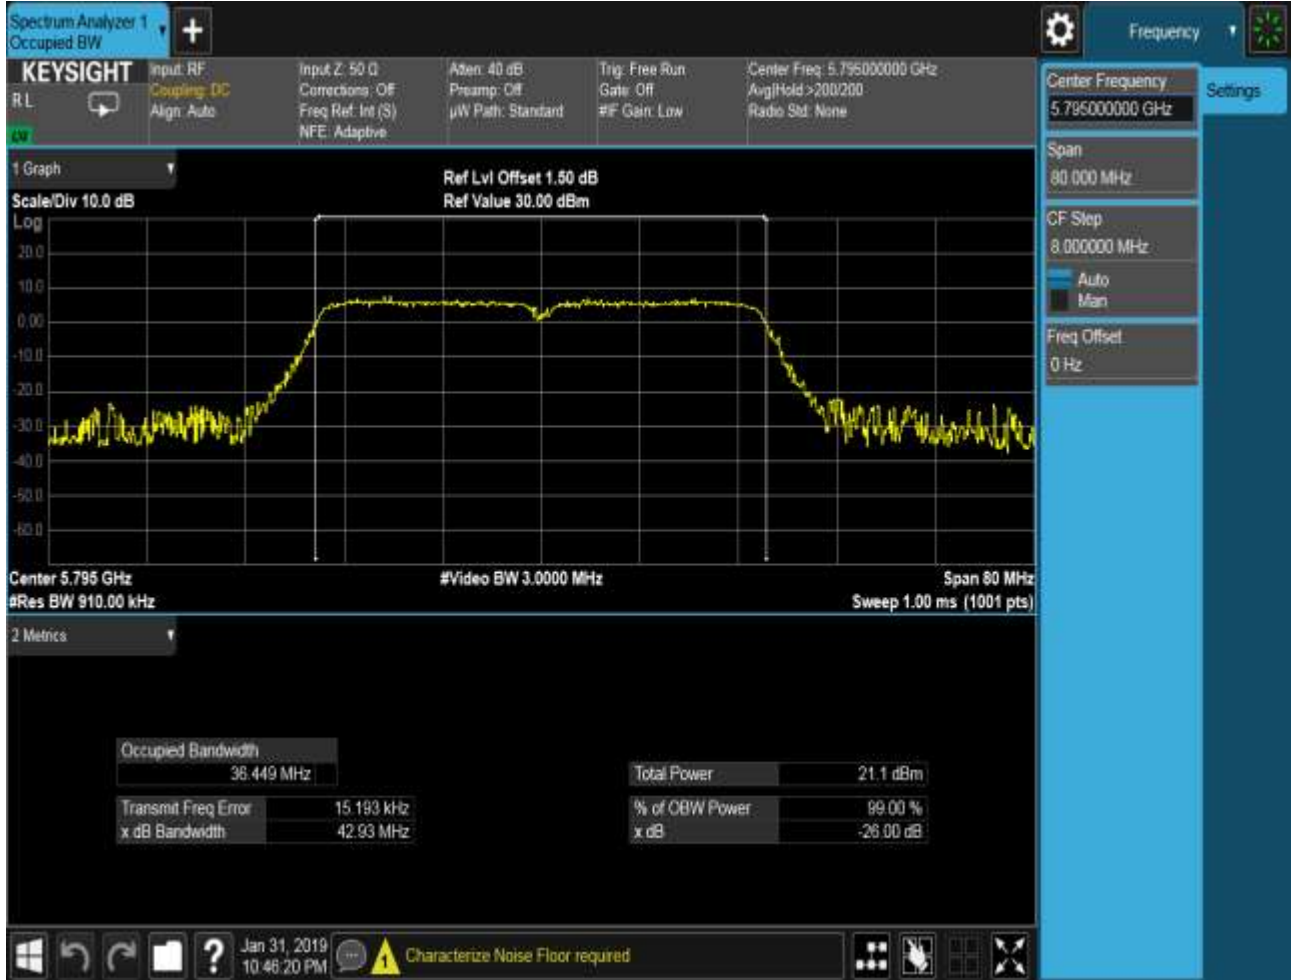 Spectrum Analyzer 1
Occupied BW
+
Frequency
KEYSIGHT
R L
Input: RF
Coupling: DC
Align: Auto
Input Z: 50 Ω
Corrections: Off
Freq Ref: Int (S)
NFE: Adaptive
Atten: 40 dB
Preamp: Off
µW Path: Standard
Trig: Free Run
Gate: Off
#IF Gain: Low
Center Freq: 5.795000000 GHz
Avg|Hold:>200/200
Radio Std: None
Center Frequency
5.795000000 GHz
Settings
Span
80.000 MHz
CF Step
8.000000 MHz
Auto
Man
Freq Offset
0 Hz
1 Graph
Scale/Div 10.0 dB
Ref Lvl Offset 1.50 dB
Ref Value 30.00 dBm
Log
20.0
10.0
0.00
-10.0
-20.0
-30.0
-40.0
-50.0
-60.0
Center 5.795 GHz
#Res BW 910.00 kHz
#Video BW 3.0000 MHz
Span 80 MHz
Sweep 1.00 ms (1001 pts)
2 Metrics
Occupied Bandwidth
36.449 MHz
Transmit Freq Error 15.193 kHz
x dB Bandwidth 42.93 MHz
Total Power 21.1 dBm
% of OBW Power 99.00 %
x dB -26.00 dB
?
Jan 31, 2019
10:46:20 PM
1
Characterize Noise Floor required